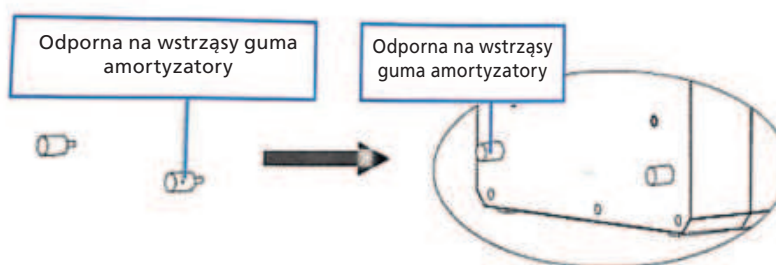 Odporna na wstrząsy guma
amortyzatory
Odporna na wstrząsy
guma amortyzatory